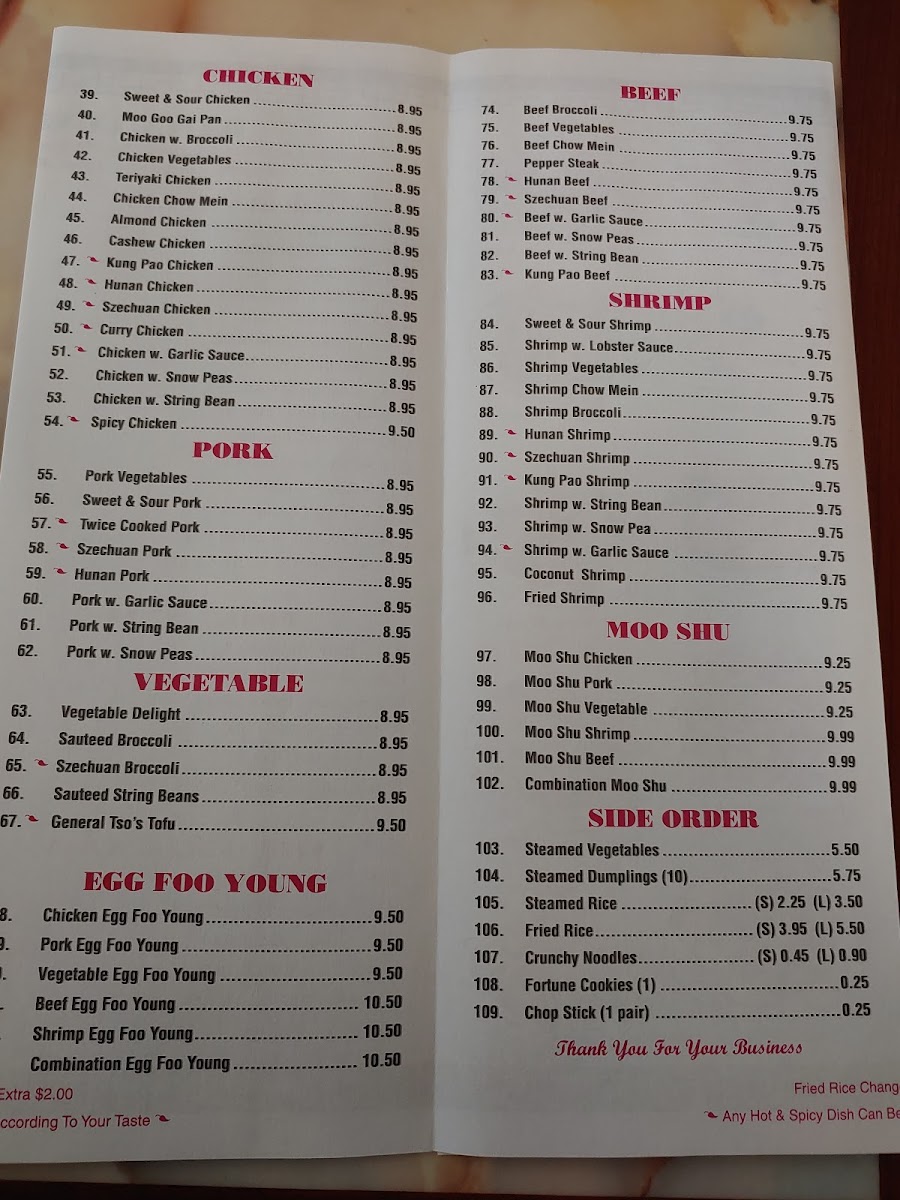 CHICKEN
39. Sweet & Sour Chicken 8.95
40. Moo Goo Gai Pan 8.95
41. Chicken w. Broccoli 8.95
42. Chicken Vegetables 8.95
43. Teriyaki Chicken 8.95
44. Chicken Chow Mein 8.95
45. Almond Chicken 8.95
46. Cashew Chicken 8.95
47. Kung Pao Chicken 8.95
48. Hunan Chicken 8.95
49. Szechuan Chicken 8.95
50. Curry Chicken 8.95
51. Chicken w. Garlic Sauce 8.95
52. Chicken w. Snow Peas 8.95
53. Chicken w. String Bean 8.95
54. Spicy Chicken 9.50
PORK
55. Pork Vegetables 8.95
56. Sweet & Sour Pork 8.95
57. Twice Cooked Pork 8.95
58. Szechuan Pork 8.95
59. Hunan Pork 8.95
60. Pork w. Garlic Sauce 8.95
61. Pork w. String Bean 8.95
62. Pork w. Snow Peas 8.95
VEGETABLE
63. Vegetable Delight 8.95
64. Sauteed Broccoli 8.95
65. Szechuan Broccoli 8.95
66. Sauteed String Beans 8.95
67. General Tso's Tofu 9.50
EGG FOO YOUNG
8. Chicken Egg Foo Young 9.50
9. Pork Egg Foo Young 9.50
Vegetable Egg Foo Young 9.50
Beef Egg Foo Young 10.50
Shrimp Egg Foo Young 10.50
Combination Egg Foo Young 10.50
Extra $2.00
ccording To Your Taste
BEEF
74. Beef Broccoli 9.75
75. Beef Vegetables 9.75
76. Beef Chow Mein 9.75
77. Pepper Steak 9.75
78. Hunan Beef 9.75
79. Szechuan Beef 9.75
80. Beef w. Garlic Sauce 9.75
81. Beef w. Snow Peas 9.75
82. Beef w. String Bean 9.75
83. Kung Pao Beef 9.75
SHRIMP
84. Sweet & Sour Shrimp 9.75
85. Shrimp w. Lobster Sauce 9.75
86. Shrimp Vegetables 9.75
87. Shrimp Chow Mein 9.75
88. Shrimp Broccoli 9.75
89. Hunan Shrimp 9.75
90. Szechuan Shrimp 9.75
91. Kung Pao Shrimp 9.75
92. Shrimp w. String Bean 9.75
93. Shrimp w. Snow Pea 9.75
94. Shrimp w. Garlic Sauce 9.75
95. Coconut Shrimp 9.75
96. Fried Shrimp 9.75
MOO SHU
97. Moo Shu Chicken 9.25
98. Moo Shu Pork 9.25
99. Moo Shu Vegetable 9.25
100. Moo Shu Shrimp 9.99
101. Moo Shu Beef 9.99
102. Combination Moo Shu 9.99
SIDE ORDER
103. Steamed Vegetables 5.50
104. Steamed Dumplings (10) 5.75
105. Steamed Rice (S) 2.25 (L) 3.50
106. Fried Rice (S) 3.95 (L) 5.50
107. Crunchy Noodles (S) 0.45 (L) 0.90
108. Fortune Cookies (1) 0.25
109. Chop Stick (1 pair) 0.25
Thank You For Your Business
Fried Rice Chang
Any Hot & Spicy Dish Can Be